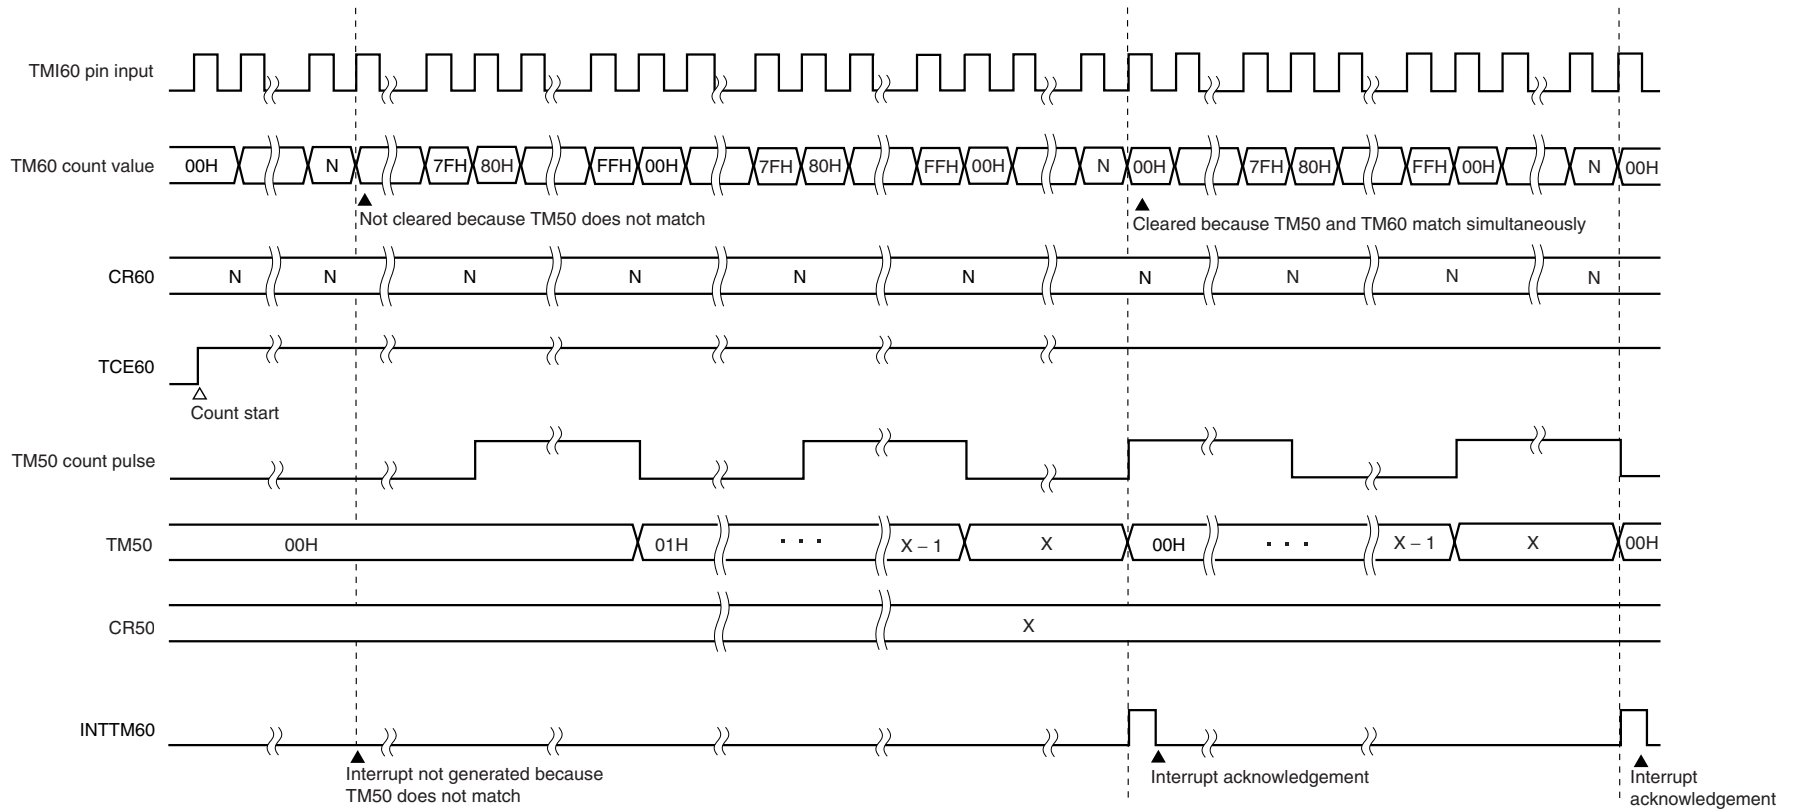 TMI60 pin input
TM60 count value 00H N 7FH 80H FFH 00H 7FH 80H FFH 00H N 00H 7FH 80H FFH 00H N 00H
Not cleared because TM50 does not match
Cleared because TM50 and TM60 match simultaneously
CR60 N N N N N N N N N N
TCE60
Count start
TM50 count pulse
TM50 00H 01H · · · X – 1 X 00H · · · X – 1 X 00H
CR50 X
INTTM60
Interrupt not generated because
TM50 does not match
Interrupt acknowledgement
Interrupt
acknowledgement